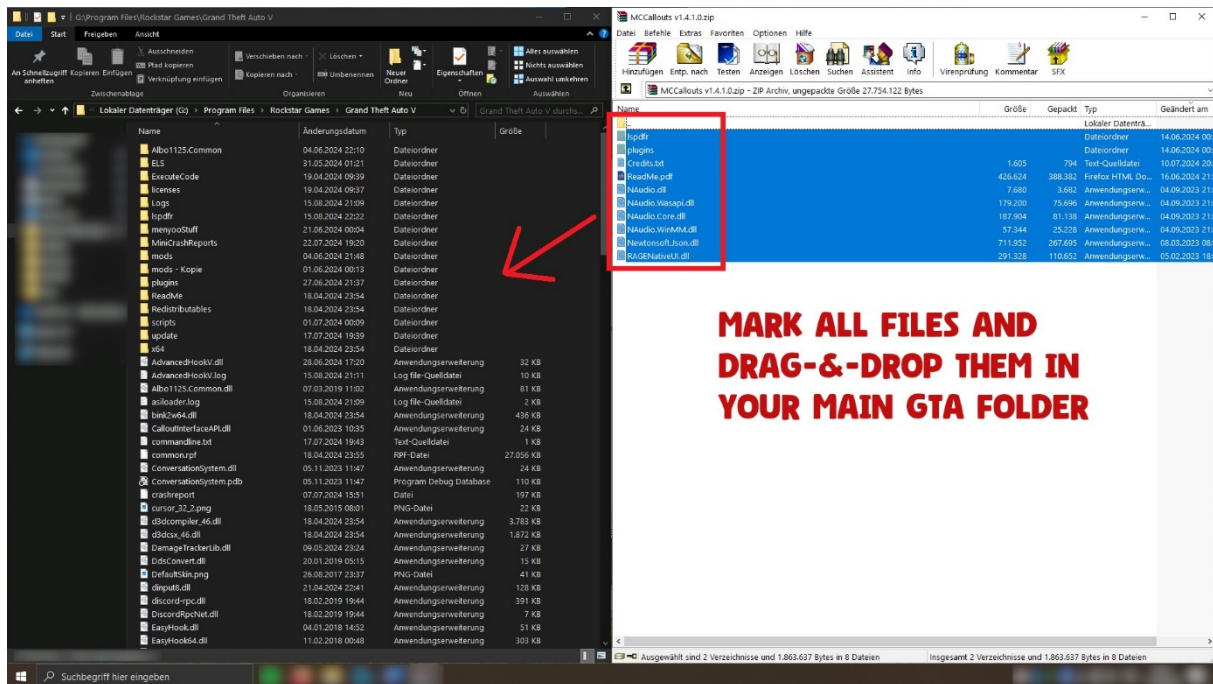 G:\Program Files\Rockstar Games\Grand Theft Auto V
Datei Start Freigeben Ansicht
An Schnellzugriff anheften
Kopieren
Einfügen
Ausschneiden
Pfad kopieren
Verknüpfung einfügen
Verschieben nach
Kopieren nach
Löschen
Umbenennen
Neuer Ordner
Eigenschaften
Alles auswählen
Nichts auswählen
Auswahl umkehren
Zwischenablage Organisieren Neu Öffnen Auswählen
Lokaler Datenträger (G:) > Program Files > Rockstar Games > Grand Theft Auto V
Grand Theft Auto V durchs...
Name Änderungsdatum Typ Größe
Albo1125.Common 04.06.2024 22:10 Dateiordner
ELS 31.05.2024 01:21 Dateiordner
ExecuteCode 19.04.2024 09:39 Dateiordner
licenses 19.04.2024 09:37 Dateiordner
Logs 15.08.2024 21:09 Dateiordner
lspdfr 15.08.2024 22:22 Dateiordner
menyooStuff 21.06.2024 00:04 Dateiordner
MiniCrashReports 22.07.2024 19:20 Dateiordner
mods 04.06.2024 21:48 Dateiordner
mods - Kopie 01.06.2024 00:13 Dateiordner
plugins 27.06.2024 21:37 Dateiordner
ReadMe 18.04.2024 23:54 Dateiordner
Redistributables 18.04.2024 23:54 Dateiordner
scripts 01.07.2024 00:09 Dateiordner
update 17.07.2024 19:39 Dateiordner
x64 18.04.2024 23:54 Dateiordner
AdvancedHookV.dll 28.06.2024 17:20 Anwendungserweiterung 32 KB
AdvancedHookV.log 15.08.2024 21:11 Log file-Quelldatei 10 KB
Albo1125.Common.dll 07.03.2019 11:02 Anwendungserweiterung 81 KB
asiloader.log 15.08.2024 21:09 Log file-Quelldatei 2 KB
bink2w64.dll 18.04.2024 23:54 Anwendungserweiterung 436 KB
CalloutInterfaceAPI.dll 01.06.2023 10:35 Anwendungserweiterung 24 KB
commandline.txt 17.07.2024 19:43 Text-Quelldatei 1 KB
common.rpf 18.04.2024 23:55 RPF-Datei 27.056 KB
ConversationSystem.dll 05.11.2023 11:47 Anwendungserweiterung 24 KB
ConversationSystem.pdb 05.11.2023 11:47 Program Debug Database 110 KB
crashreport 07.07.2024 15:51 Datei 197 KB
cursor_32_2.png 18.05.2015 08:01 PNG-Datei 22 KB
d3dcompiler_46.dll 18.04.2024 23:54 Anwendungserweiterung 3.783 KB
d3dcsx_46.dll 18.04.2024 23:54 Anwendungserweiterung 1.872 KB
DamageTrackerLib.dll 09.05.2024 23:24 Anwendungserweiterung 27 KB
DdsConvert.dll 20.01.2019 05:15 Anwendungserweiterung 15 KB
DefaultSkin.png 26.08.2017 23:37 PNG-Datei 41 KB
dinput8.dll 21.04.2024 22:41 Anwendungserweiterung 128 KB
discord-rpc.dll 18.02.2019 19:44 Anwendungserweiterung 391 KB
DiscordRpcNet.dll 18.02.2019 19:44 Anwendungserweiterung 7 KB
EasyHook.dll 04.01.2018 14:52 Anwendungserweiterung 51 KB
EasyHook64.dll 11.02.2018 00:48 Anwendungserweiterung 303 KB
Suchbegriff hier eingeben
MCCallouts v1.4.1.0.zip
Datei Befehle Extras Favoriten Optionen Hilfe
Hinzufügen Entp. nach Testen Anzeigen Löschen Suchen Assistent Info Virenprüfung Kommentar SFX
MCCallouts v1.4.1.0.zip - ZIP Archiv, ungepackte Größe 27.754.122 Bytes
Name Größe Gepackt Typ Geändert am
.. Lokaler Datenträ...
lspdfr Dateiordner 14.06.2024 00:
plugins Dateiordner 14.06.2024 00:
Credits.txt 1.605 794 Text-Quelldatei 10.07.2024 20:
ReadMe.pdf 426.624 388.382 Firefox HTML Do... 16.06.2024 21:
NAudio.dll 7.680 3.682 Anwendungserw... 04.09.2023 21:
NAudio.Wasapi.dll 179.200 75.696 Anwendungserw... 04.09.2023 21:
NAudio.Core.dll 187.904 81.138 Anwendungserw... 04.09.2023 21:
NAudio.WinMM.dll 57.344 25.228 Anwendungserw... 04.09.2023 21:
Newtonsoft.Json.dll 711.952 267.695 Anwendungserw... 08.03.2023 08:
RAGENativeUI.dll 291.328 110.652 Anwendungserw... 05.02.2023 18:
MARK ALL FILES AND
DRAG-&-DROP THEM IN
YOUR MAIN GTA FOLDER
Ausgewählt sind 2 Verzeichnisse und 1.863.637 Bytes in 8 Dateien
Insgesamt 2 Verzeichnisse und 1.863.637 Bytes in 8 Dateien